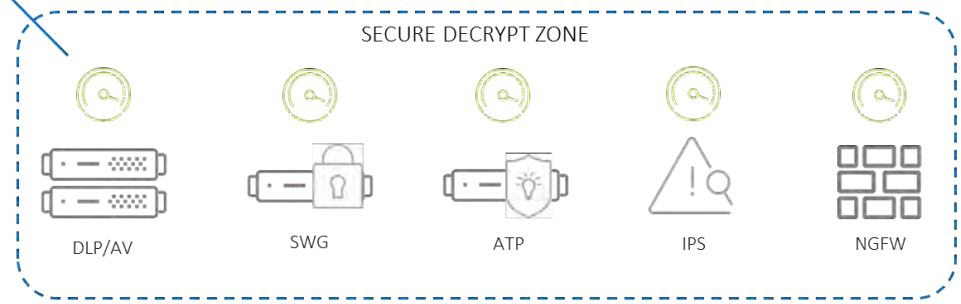 SECURE DECRYPT ZONE
DLP/AV
SWG
ATP
IPS
NGFW